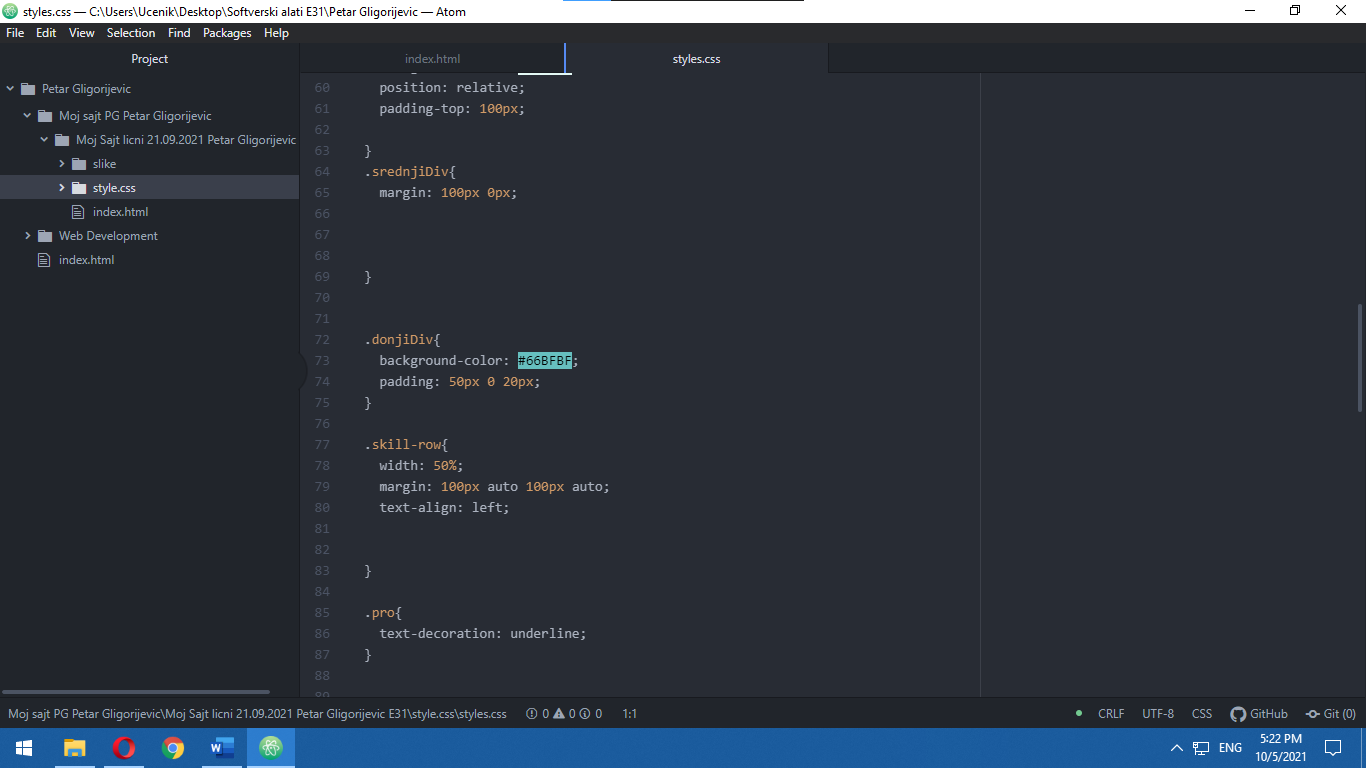 styles.css — C:\Users\Ucenik\Desktop\Softverski alati E31\Petar Gligorijevic — Atom
File Edit View Selection Find Packages Help
Project
Petar Gligorijevic
Moj sajt PG Petar Gligorijevic
Moj Sajt licni 21.09.2021 Petar Gligorijevic
slike
style.css
index.html
Web Development
index.html
index.html
styles.css
60 position: relative;
61 padding-top: 100px;
62
63 }
64 .srednjiDiv{
65 margin: 100px 0px;
66
67
68
69 }
70
71
72 .donjiDiv{
73 background-color: #66BFBF;
74 padding: 50px 0 20px;
75 }
76
77 .skill-row{
78 width: 50%;
79 margin: 100px auto 100px auto;
80 text-align: left;
81
82
83 }
84
85 .pro{
86 text-decoration: underline;
87 }
88
89
Moj sajt PG Petar Gligorijevic\Moj Sajt licni 21.09.2021 Petar Gligorijevic E31\style.css\styles.css 0 0 0 1:1 CRLF UTF-8 CSS GitHub Git (0)
ENG
5:22 PM
10/5/2021